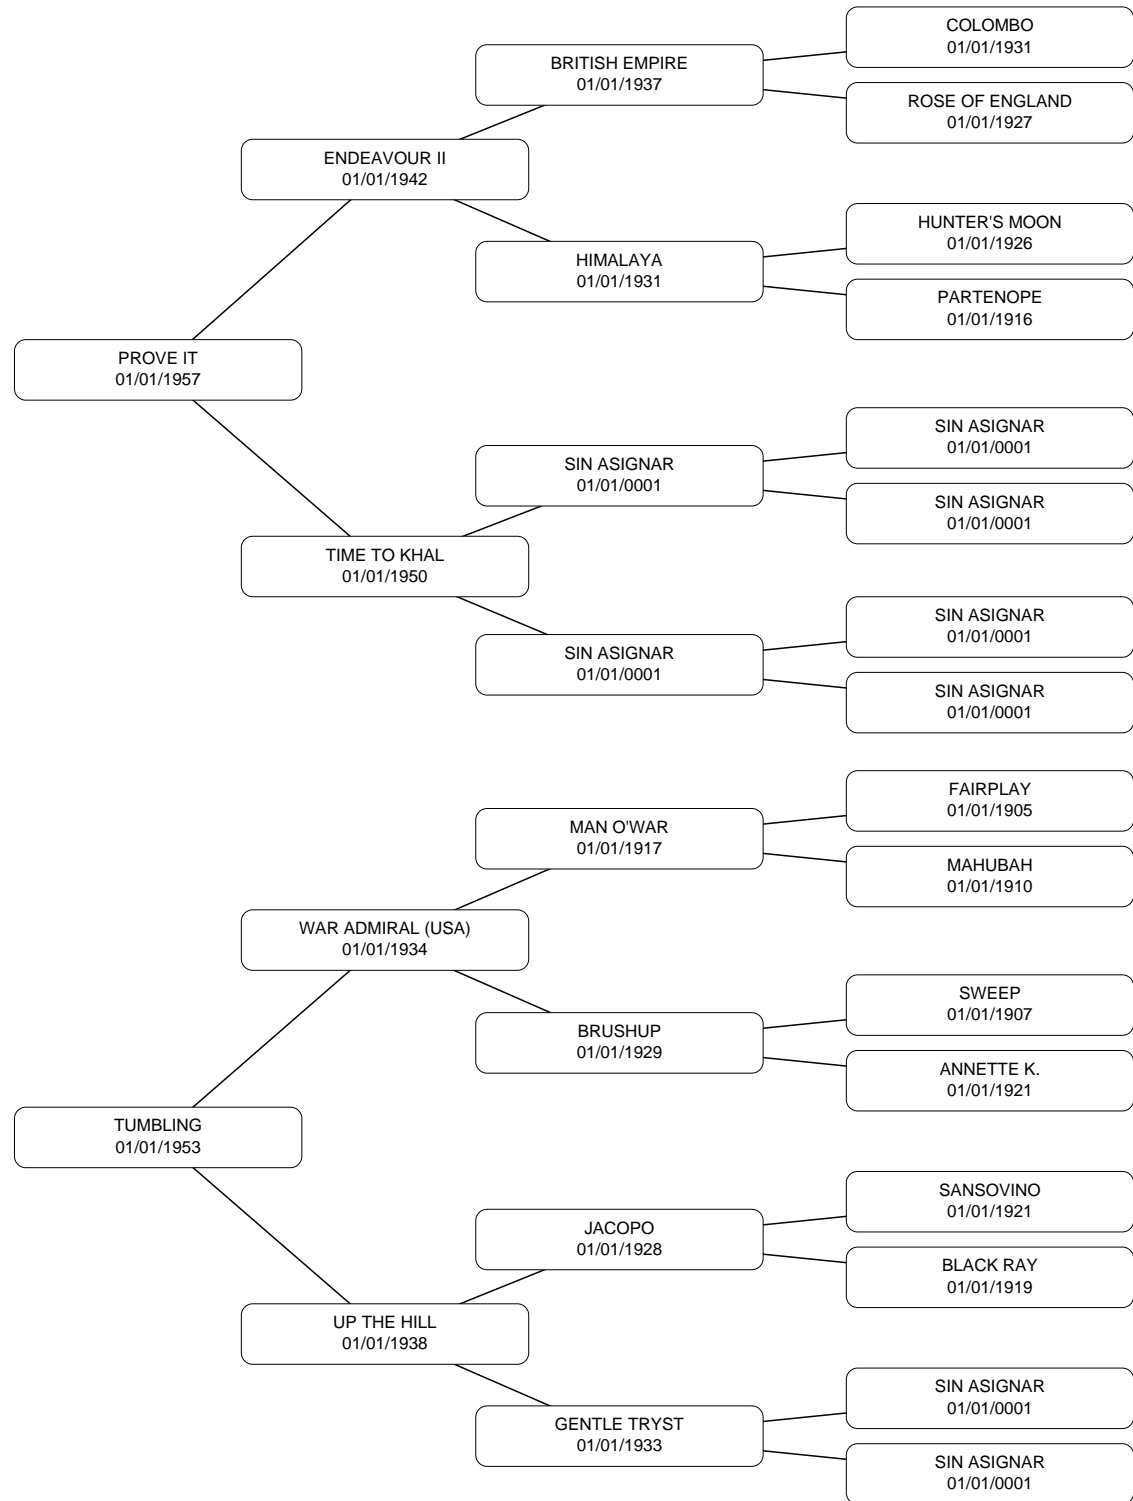 COLOMBO
01/01/1931
BRITISH EMPIRE
01/01/1937
ROSE OF ENGLAND
01/01/1927
ENDEAVOUR II
01/01/1942
HUNTER'S MOON
01/01/1926
HIMALAYA
01/01/1931
PARTENOPE
01/01/1916
PROVE IT
01/01/1957
SIN ASIGNAR
01/01/0001
SIN ASIGNAR
01/01/0001
SIN ASIGNAR
01/01/0001
TIME TO KHAL
01/01/1950
SIN ASIGNAR
01/01/0001
SIN ASIGNAR
01/01/0001
SIN ASIGNAR
01/01/0001
FAIRPLAY
01/01/1905
MAN O'WAR
01/01/1917
MAHUBAH
01/01/1910
WAR ADMIRAL (USA)
01/01/1934
SWEEP
01/01/1907
BRUSHUP
01/01/1929
ANNETTE K.
01/01/1921
TUMBLING
01/01/1953
SANSOVINO
01/01/1921
JACOPO
01/01/1928
BLACK RAY
01/01/1919
UP THE HILL
01/01/1938
SIN ASIGNAR
01/01/0001
GENTLE TRYST
01/01/1933
SIN ASIGNAR
01/01/0001